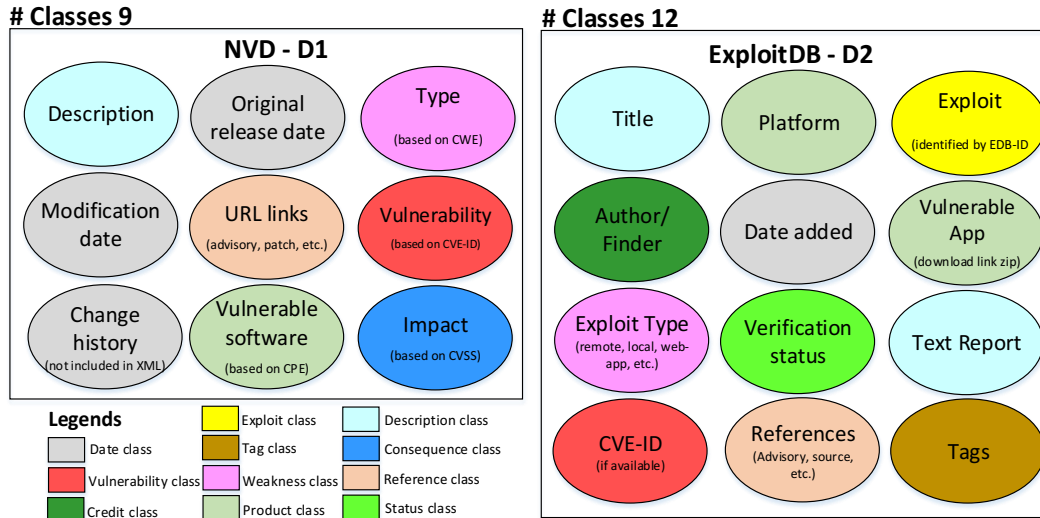 # Classes 9
NVD - D1
Description
Original
release date
Type
(based on CWE)
Modification
date
URL links
(advisory, patch, etc.)
Vulnerability
(based on CVE-ID)
Change
history
(not included in XML)
Vulnerable
software
(based on CPE)
Impact
(based on CVSS)
Legends
Date class
Vulnerability class
Credit class
Exploit class
Tag class
Weakness class
Product class
Description class
Consequence class
Reference class
Status class
# Classes 12
ExploitDB - D2
Title
Platform
Exploit
(identified by EDB-ID
Author/
Finder
Date added
Vulnerable
App
(download link zip)
Exploit Type
(remote, local, web-
app, etc.)
Verification
status
Text Report
CVE-ID
(if available)
References
(Advisory, source,
etc.)
Tags